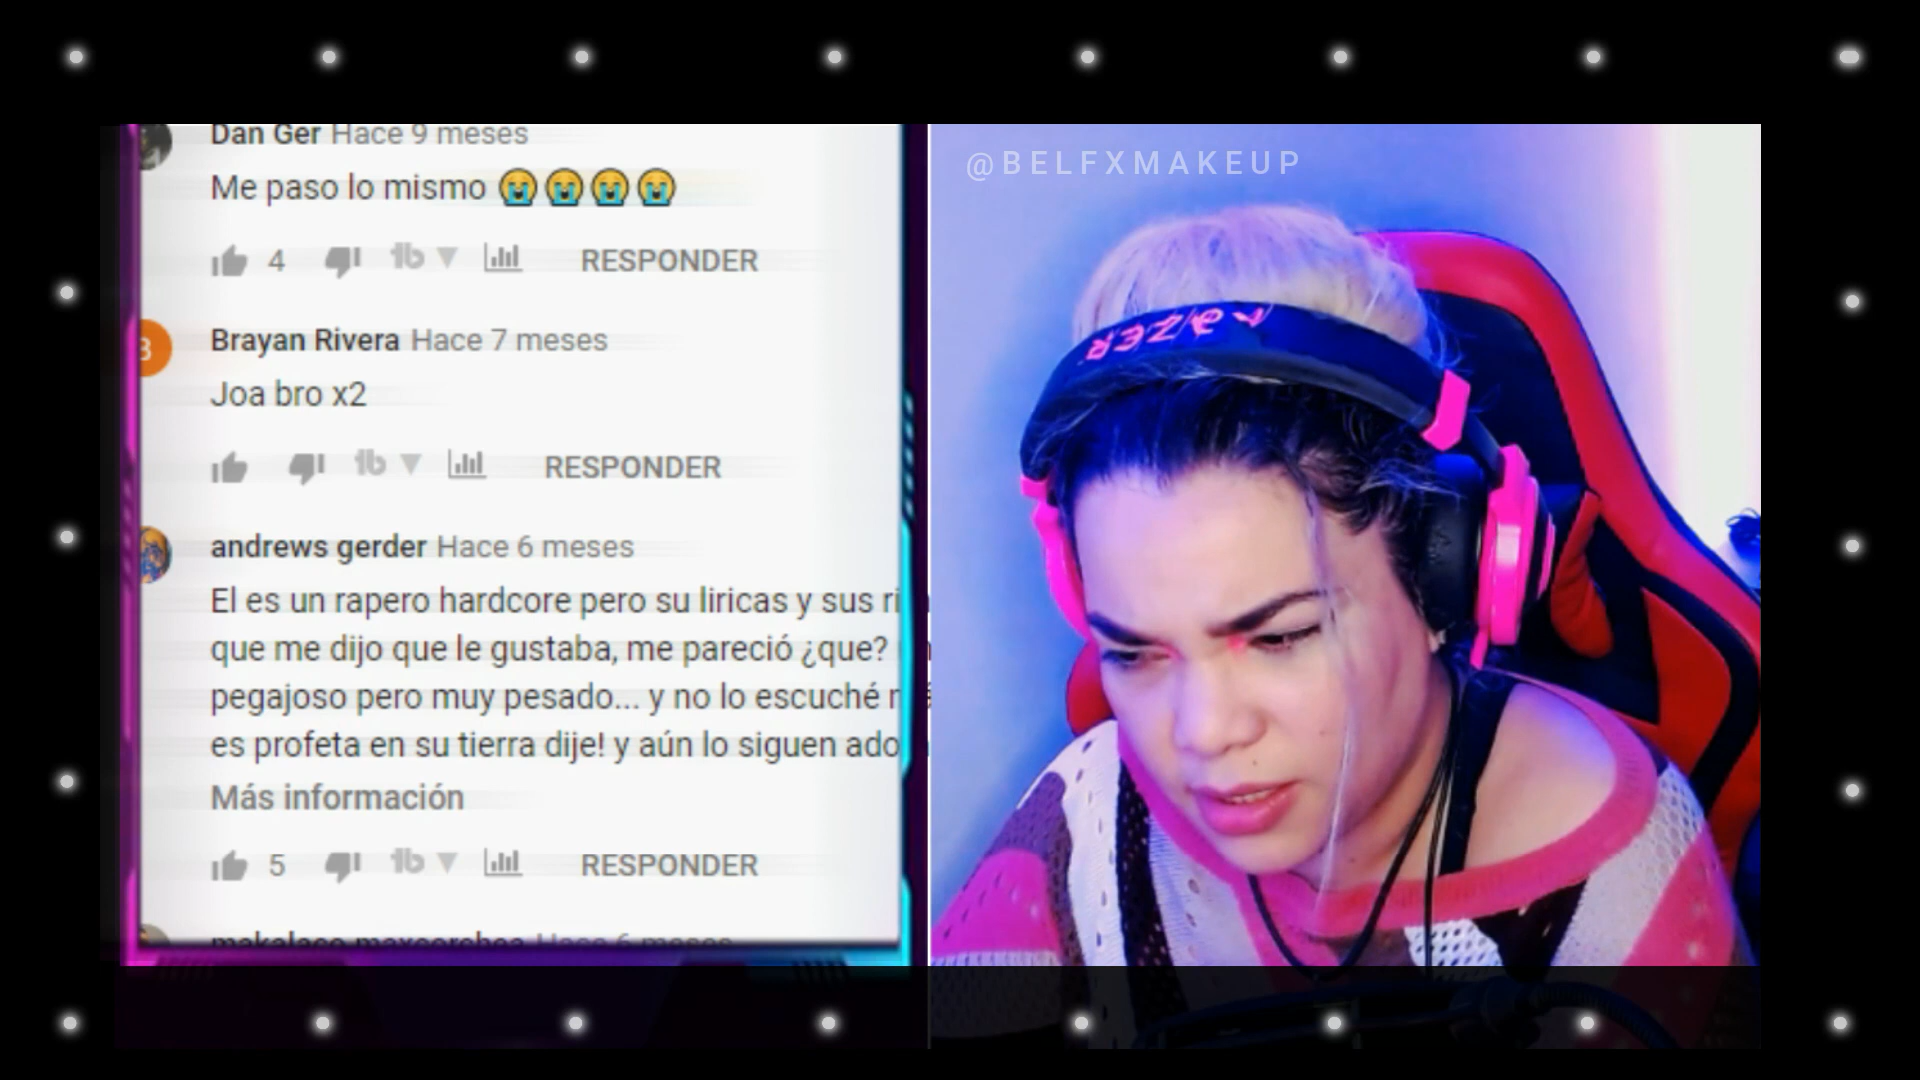 Dan Ger Hace 9 meses
Me paso lo mismo 😭😭😭😭
4 RESPONDER
B
Brayan Rivera Hace 7 meses
Joa bro x2
RESPONDER
andrews gerder Hace 6 meses
El es un rapero hardcore pero su liricas y sus
que me dijo que le gustaba, me pareció ¿que?
pegajoso pero muy pesado... y no lo escuché
es profeta en su tierra dije! y aún lo siguen
Más información
5 RESPONDER
Hace 6 meses
@BELFXMAKEUP
RAZER